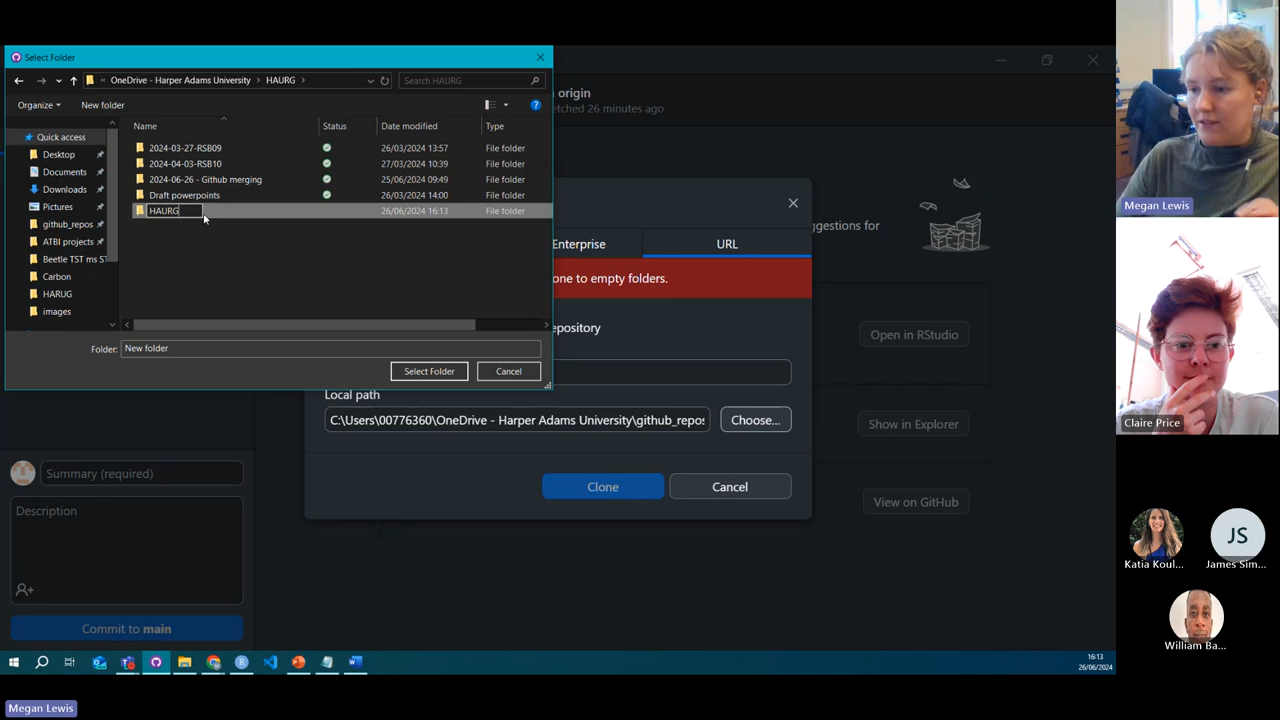 Select Folder
« OneDrive - Harper Adams University › HAURG ›
Search HAURG
Organize
New folder
Name Status Date modified Type
Quick access
Desktop
Documents
Downloads
Pictures
github_repos
ATBI projects
Beetle TST ms ST
Carbon
HARUG
images
2024-03-27-RSB09 26/03/2024 13:57 File folder
2024-04-03-RSB10 27/03/2024 10:39 File folder
2024-06-26 - Github merging 25/06/2024 09:49 File folder
Draft powerpoints 26/03/2024 14:00 File folder
HAURG 26/06/2024 16:13 File folder
Folder: New folder
Select Folder Cancel
origin
etched 26 minutes ago
Enterprise URL
one to empty folders.
epository
Local path
C:\Users\00776360\OneDrive - Harper Adams University\github_repos
Choose...
Clone Cancel
ggestions for
Open in RStudio
Show in Explorer
View on GitHub
Summary (required)
Description
Commit to main
16:13
26/06/2024
Megan Lewis
Megan Lewis
Claire Price
Katia Koul...
JS
James Sim...
William Ba...